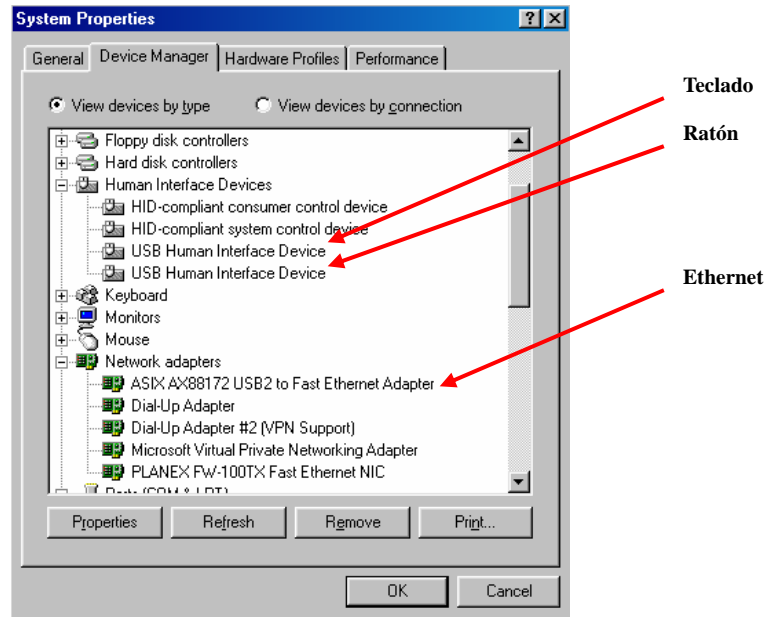 System Properties
General
Device Manager
Hardware Profiles
Performance
View devices by type
View devices by connection
Floppy disk controllers
Hard disk controllers
Human Interface Devices
HID-compliant consumer control device
HID-compliant system control device
USB Human Interface Device
USB Human Interface Device
Keyboard
Monitors
Mouse
Network adapters
ASIX AX88172 USB2 to Fast Ethernet Adapter
Dial-Up Adapter
Dial-Up Adapter #2 (VPN Support)
Microsoft Virtual Private Networking Adapter
PLANEX FW-100TX Fast Ethernet NIC
Ports (COM & LPT)
Properties
Refresh
Remove
Print...
OK
Cancel
Teclado
Ratón
Ethernet